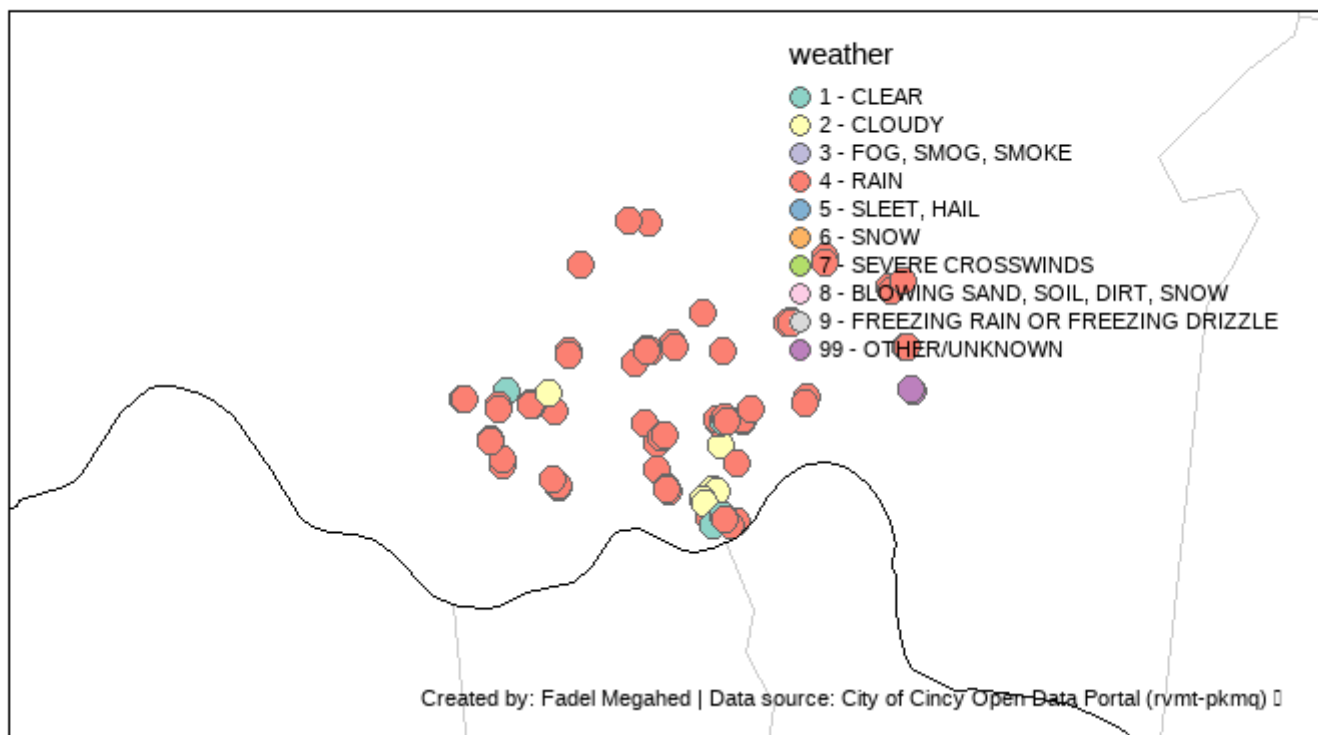 weather
1 - CLEAR
2 - CLOUDY
3 - FOG, SMOG, SMOKE
4 - RAIN
5 - SLEET, HAIL
6 - SNOW
7 - SEVERE CROSSWINDS
8 - BLOWING SAND, SOIL, DIRT, SNOW
9 - FREEZING RAIN OR FREEZING DRIZZLE
99 - OTHER/UNKNOWN
Created by: Fadel Megahed | Data source: City of Cincy Open Data Portal (rvmt-pkmq)